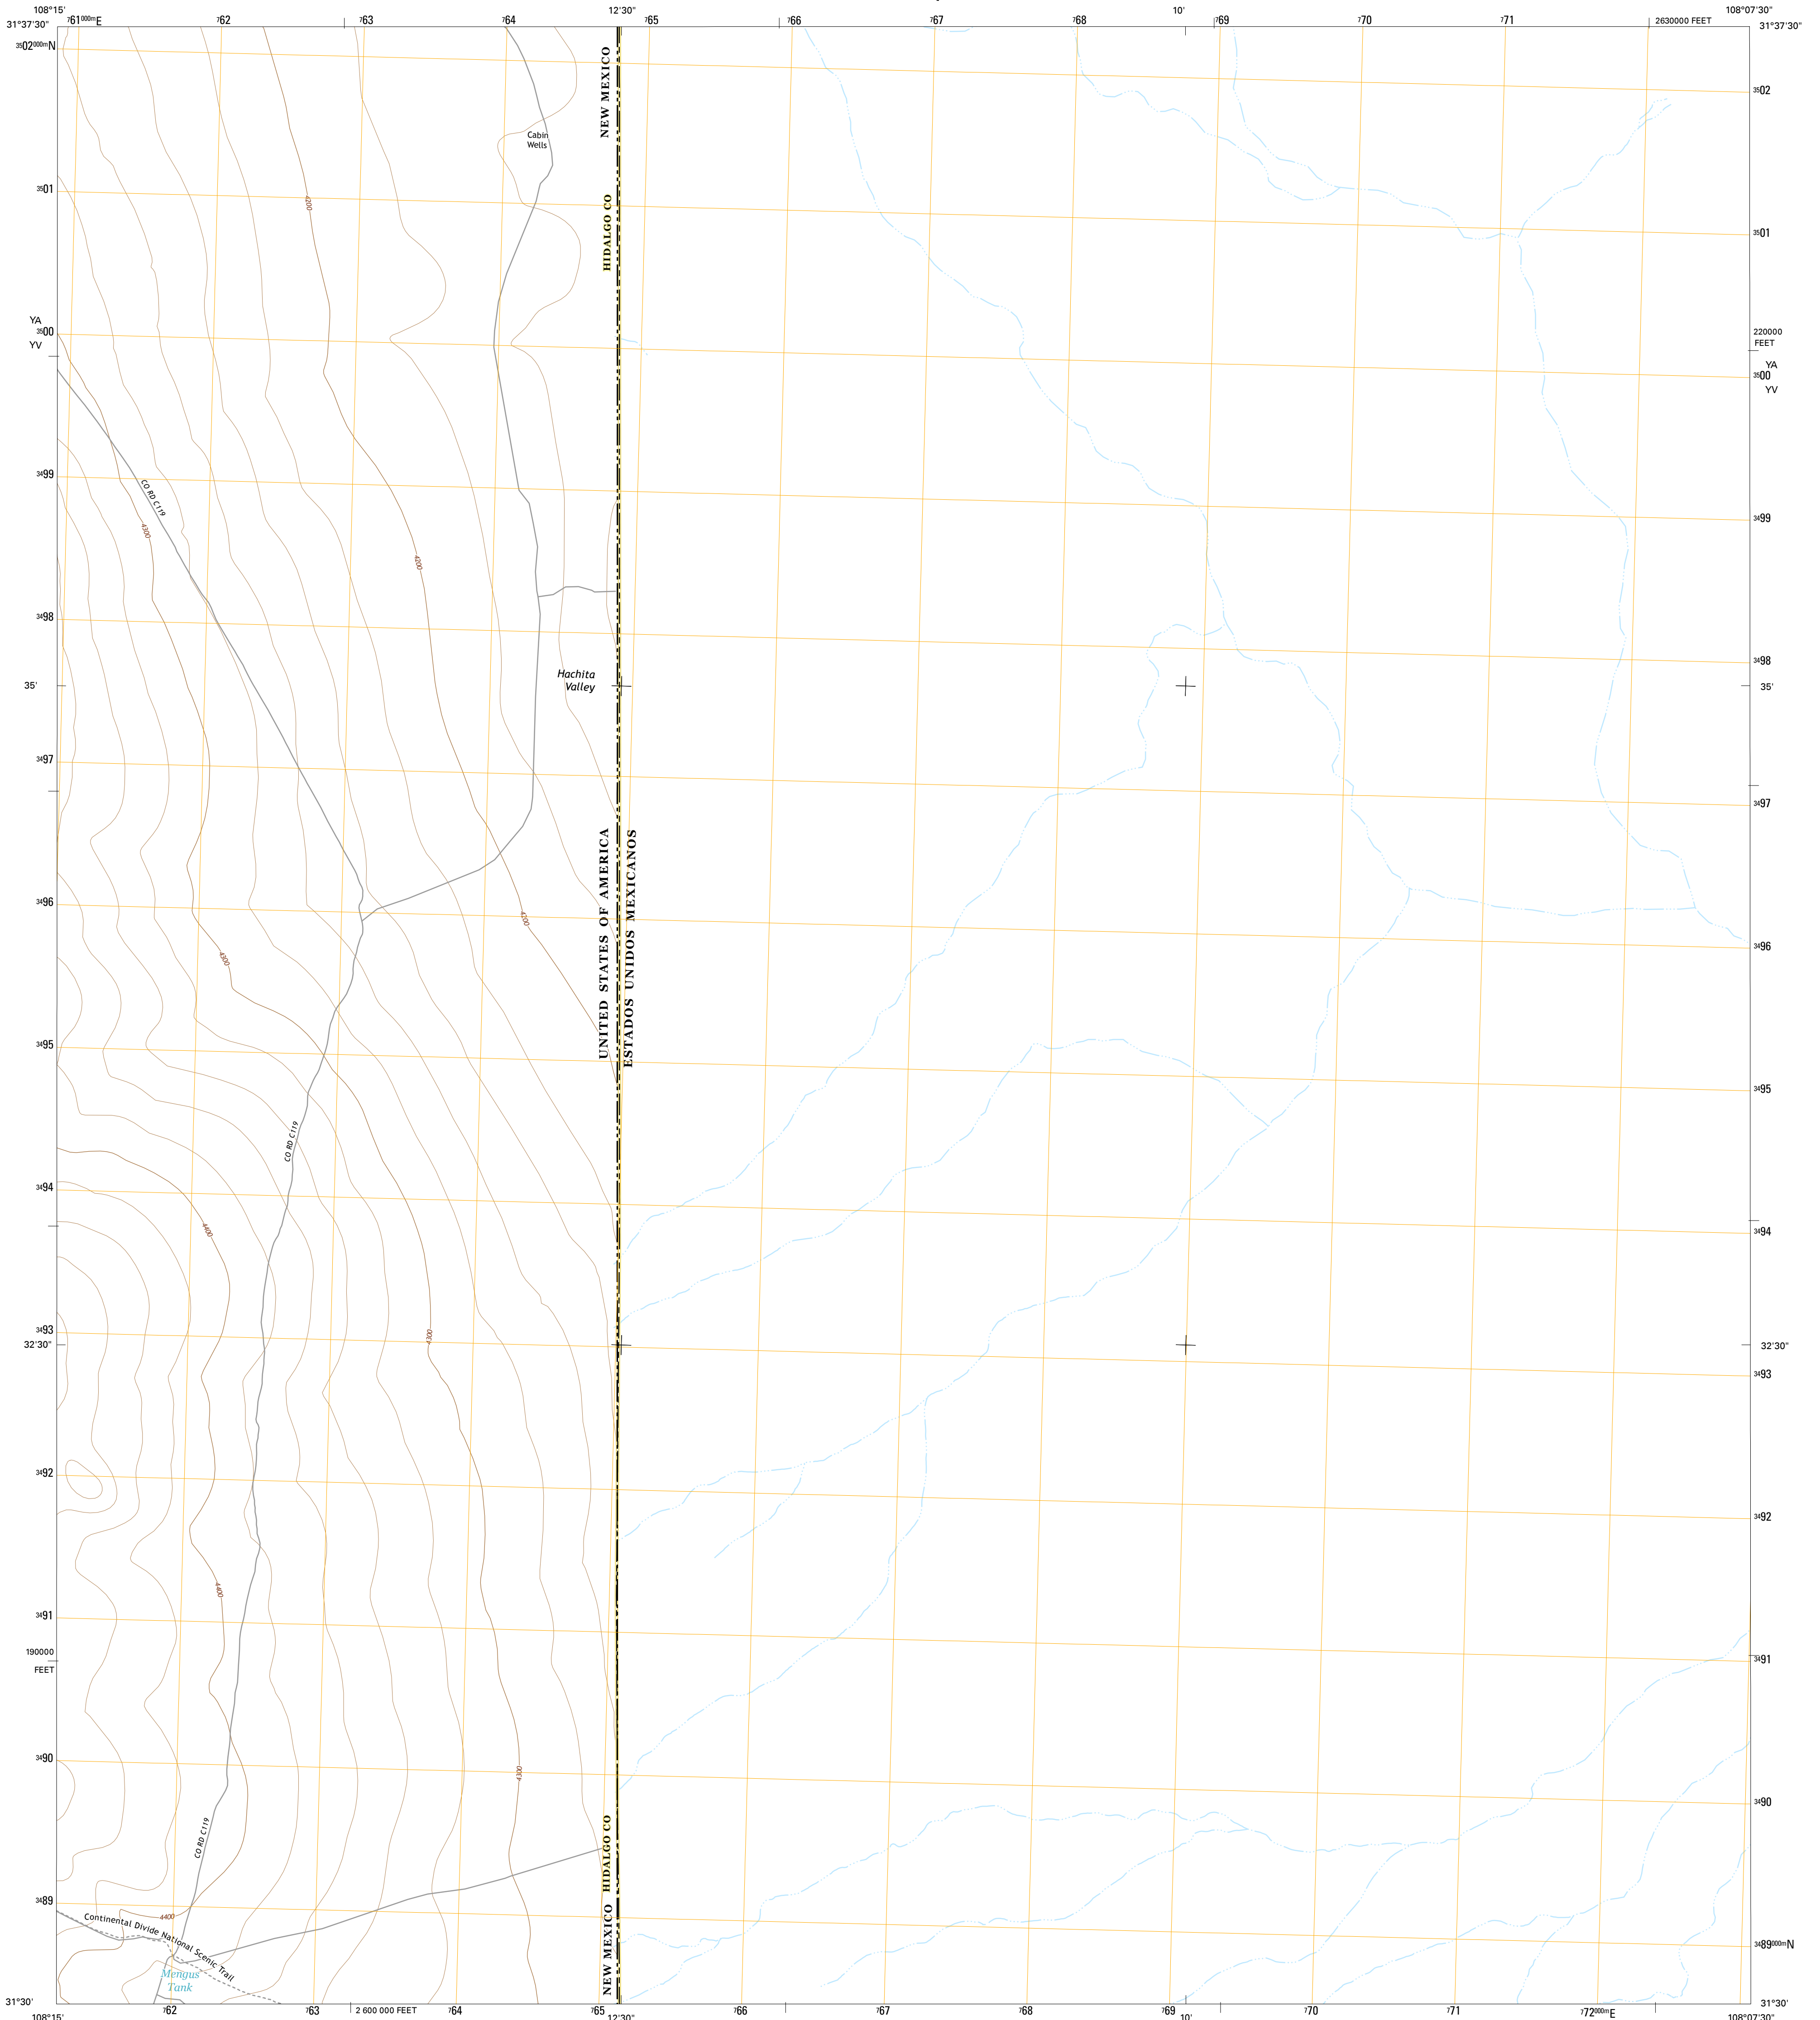 108°15'
12'30"
10'
108°07'30"
31°37'30"
761000mE
762
763
764
765
766
767
768
769
770
771
2630000 FEET
31°37'30"
3502000mN
3502
NEW MEXICO
Cabin
Wells
3501
4200
HIDALGO CO
3501
YA
3500
YV
220000
FEET
YA
3500
YV
3499
CO RD C119
4300
3499
4200
3498
3498
Hachita
Valley
35'
35'
3497
3497
UNITED STATES OF AMERICA
ESTADOS UNIDOS MEXICANOS
3496
4200
4300
3496
3495
3495
CO RD C119
3494
4400
3494
3493
4300
32'30"
32'30"
3493
3492
3492
4400
3491
190000
FEET
3491
3490
4300
3490
CO RD C119
HIDALGO CO
3489
NEW MEXICO
4400
Continental Divide National Scenic Trail
3489000mN
Mengus
Tank
31°30'
31°30'
762
763
2 600 000 FEET
764
765
766
767
768
769
770
771
772000mE
108°15'
12'30"
10'
108°07'30"